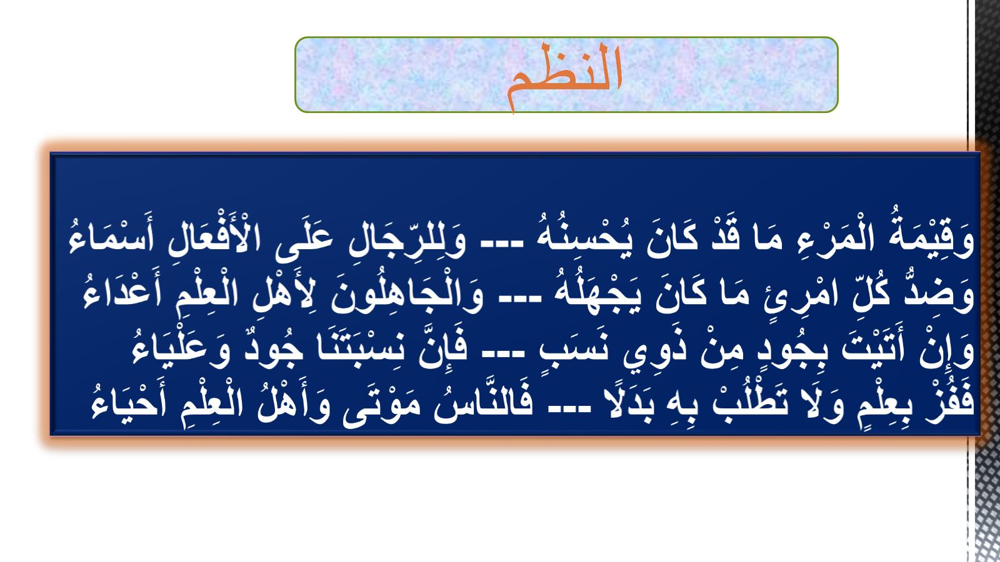 النظم
وَقِيْمَةُ الْمَرْءِ مَا قَدْ كَانَ يُحْسِنُهُ --- وَلِلرِّجَالِ عَلَى الْأَفْعَالِ أَسْمَاءُ
وَضِدُّ كُلِّ امْرِئٍ مَا كَانَ يَجْهَلُهُ --- وَالْجَاهِلُونَ لِأَهْلِ الْعِلْمِ أَعْدَاءُ
وَإِنْ أَتَيْتَ بِجُودٍ مِنْ ذَوِي نَسَبٍ --- فَإِنَّ نِسْبَتَنَا جُودٌ وَعَلْيَاءُ
فَفُزْ بِعِلْمٍ وَلَا تَطْلُبْ بِهِ بَدَلًا --- فَالنَّاسُ مَوْتَى وَأَهْلُ الْعِلْمِ أَحْيَاءُ